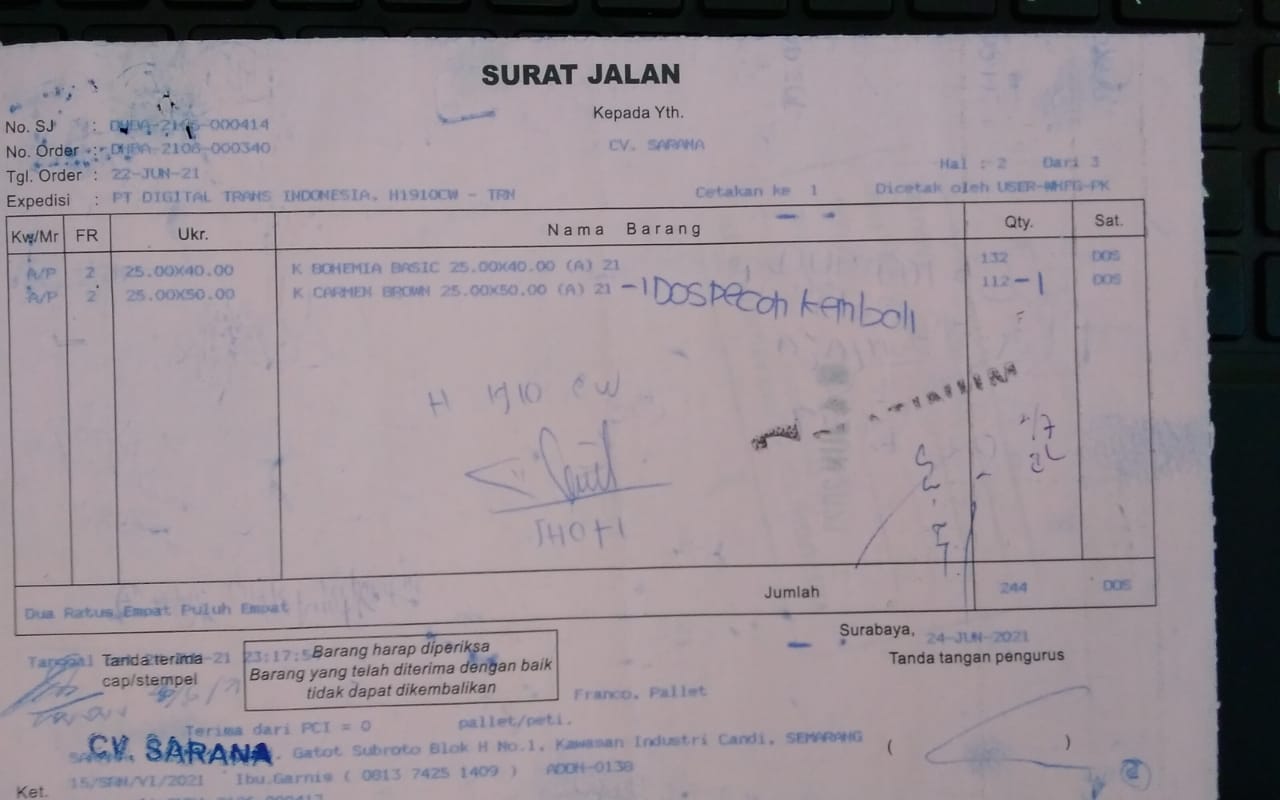 SURAT JALAN
Kepada Yth.
CV. SARANA
No. SJ : DHBA-2106-000414
No. Order : DHBA-2106-000340
Tgl. Order : 22-JUN-21
Hal : 2 Dari 3
Expedisi : PT DIGITAL TRANS INDONESIA, H1910CW - TRN
Cetakan ke 1 Dicetak oleh USER-WHFG-PK
Kw/Mr FR Ukr. Nama Barang Qty. Sat.
A/P 2 25.00X40.00 K BOHEMIA BASIC 25.00X40.00 (A) 21 132 DOS
A/P 2 25.00X50.00 K CARMEN BROWN 25.00X50.00 (A) 21 -1 DOS pecah kembali 112 -1 DOS
H 1910 CW
Jumlah 244 DOS
Dua Ratus Empat Puluh Empat
Surabaya, 24-JUN-2021
Tanda tangan pengurus
Tanggal 23:17:5
Tanda terima
cap/stempel
Barang harap diperiksa
Barang yang telah diterima dengan baik
tidak dapat dikembalikan
Franco, Pallet
Terima dari PCI = 0 pallet/peti.
CV. SARANA
Gatot Subroto Blok H No.1, Kawasan Industri Candi, SEMARANG
( )
15/SRN/VI/2021 Ibu.Garnis ( 0813 7425 1409 ) ADDH-0138
2
Ket.